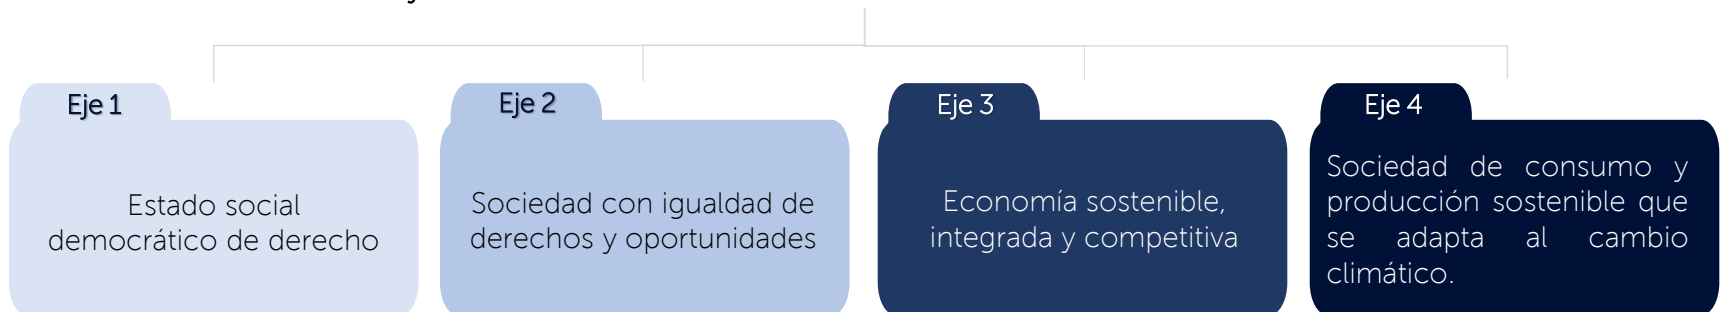 Eje 1
Estado social
democrático de derecho
Eje 2
Sociedad con igualdad de
derechos y oportunidades
Eje 3
Economía sostenible,
integrada y competitiva
Eje 4
Sociedad de consumo y
producción sostenible que
se adapta al cambio
climático.